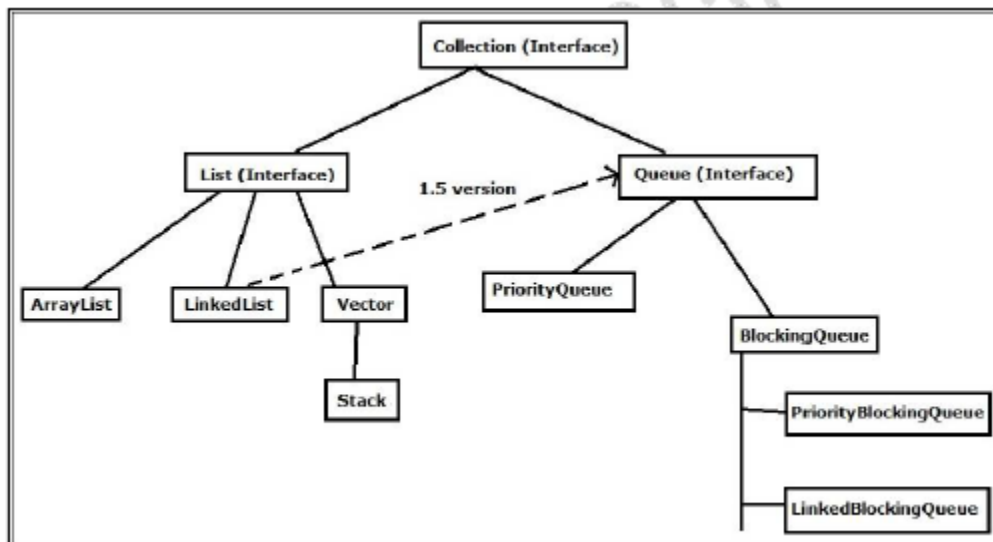 Collection (Interface)
List (Interface)
Queue (Interface)
1.5 version
ArrayList
LinkedList
Vector
PriorityQueue
BlockingQueue
Stack
PriorityBlockingQueue
LinkedBlockingQueue